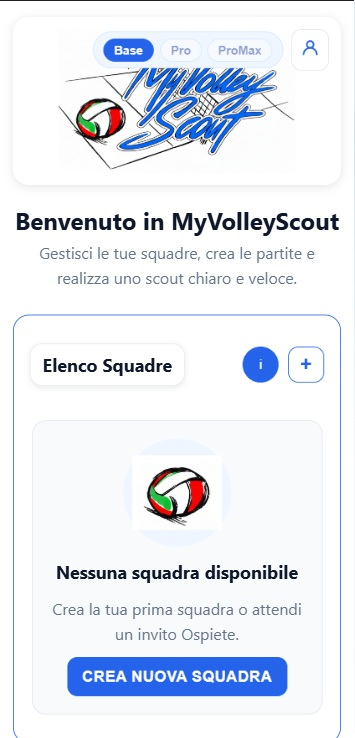 Base Pro ProMax
MyVolley
Scout
Benvenuto in MyVolleyScout
Gestisci le tue squadre, crea le partite e
realizza uno scout chiaro e veloce.
Elenco Squadre
i +
Nessuna squadra disponibile
Crea la tua prima squadra o attendi
un invito Ospiete.
CREA NUOVA SQUADRA